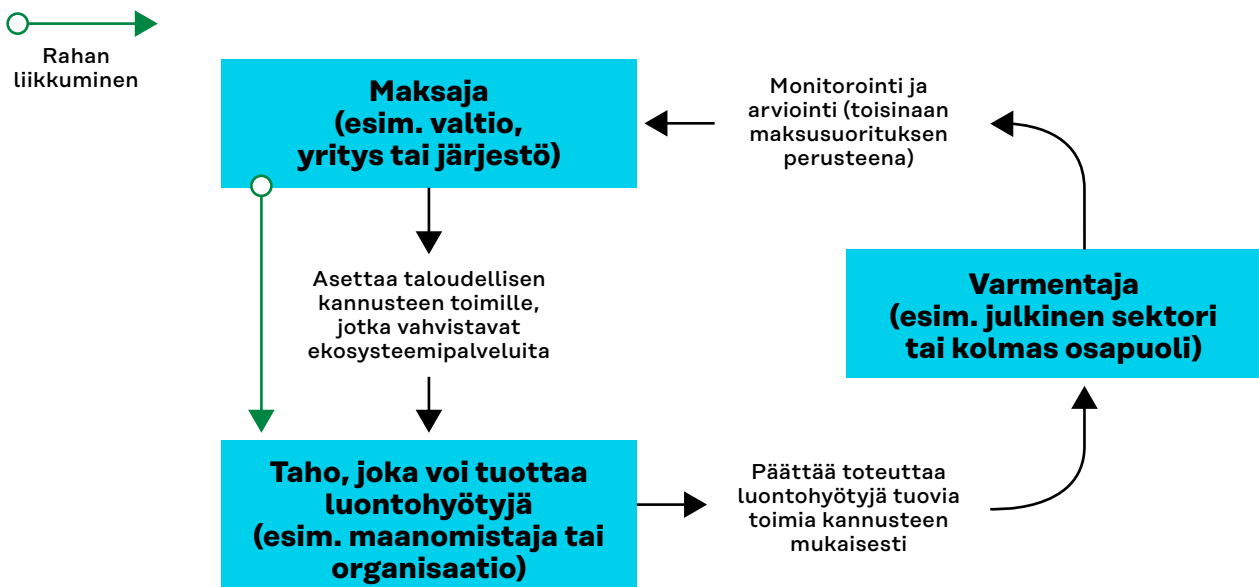 Rahan
liikkuminen
Maksaja
(esim. valtio,
yritys tai järjestö)
Monitorointi ja
arviointi (toisinaan
maksusuorituksen
perusteena)
Asettaa taloudellisen
kannusteen toimille,
jotka vahvistavat
ekosysteemipalveluita
Varmentaja
(esim. julkinen sektori
tai kolmas osapuoli)
Taho, joka voi tuottaa
luontohyötyjä
(esim. maanomistaja tai
organisaatio)
Päättää toteuttaa
luontohyötyjä tuovia
toimia kannusteen
mukaisesti